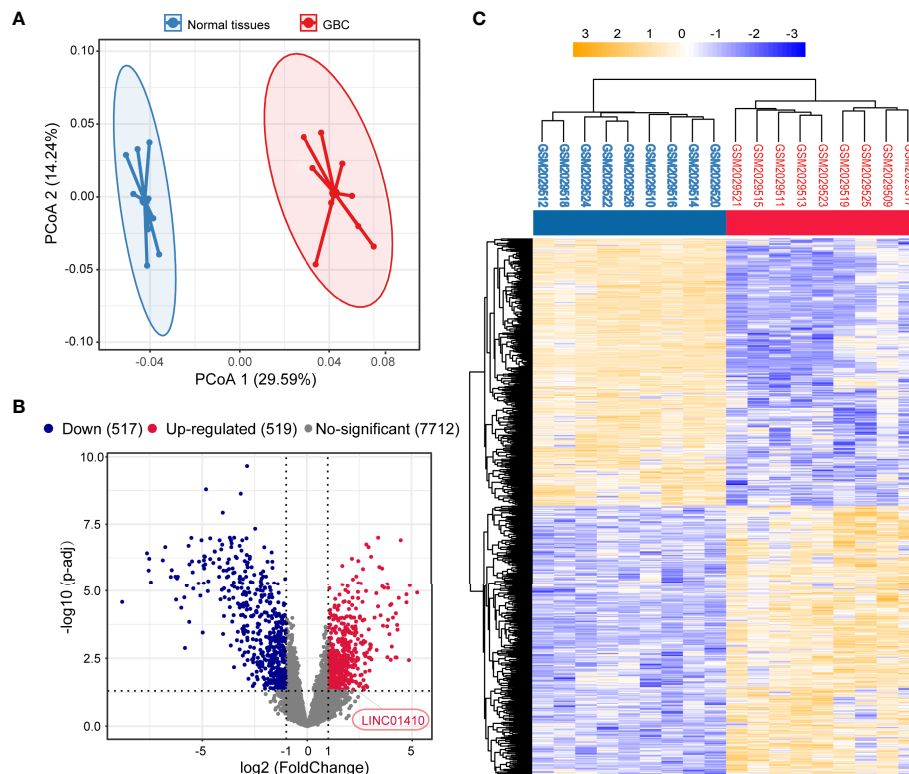 A
Normal tissues
GBC
0.10
0.05
0.00
-0.05
-0.10
PCoA 2 (14.24%)
-0.04
0.00
0.04
0.08
PCoA 1 (29.59%)
B
Down (517)
Up-regulated (519)
No-significant (7712)
10.0
7.5
5.0
2.5
0.0
-log10 (p-adj)
LINC01410
-5
-1
0
1
5
log2 (FoldChange)
C
3
2
1
0
-1
-2
-3
GSM2029512
GSM2029518
GSM2029524
GSM2029522
GSM2029528
GSM2029510
GSM2029516
GSM2029514
GSM2029520
GSM2029521
GSM2029515
GSM2029511
GSM2029513
GSM2029523
GSM2029519
GSM2029525
GSM2029509